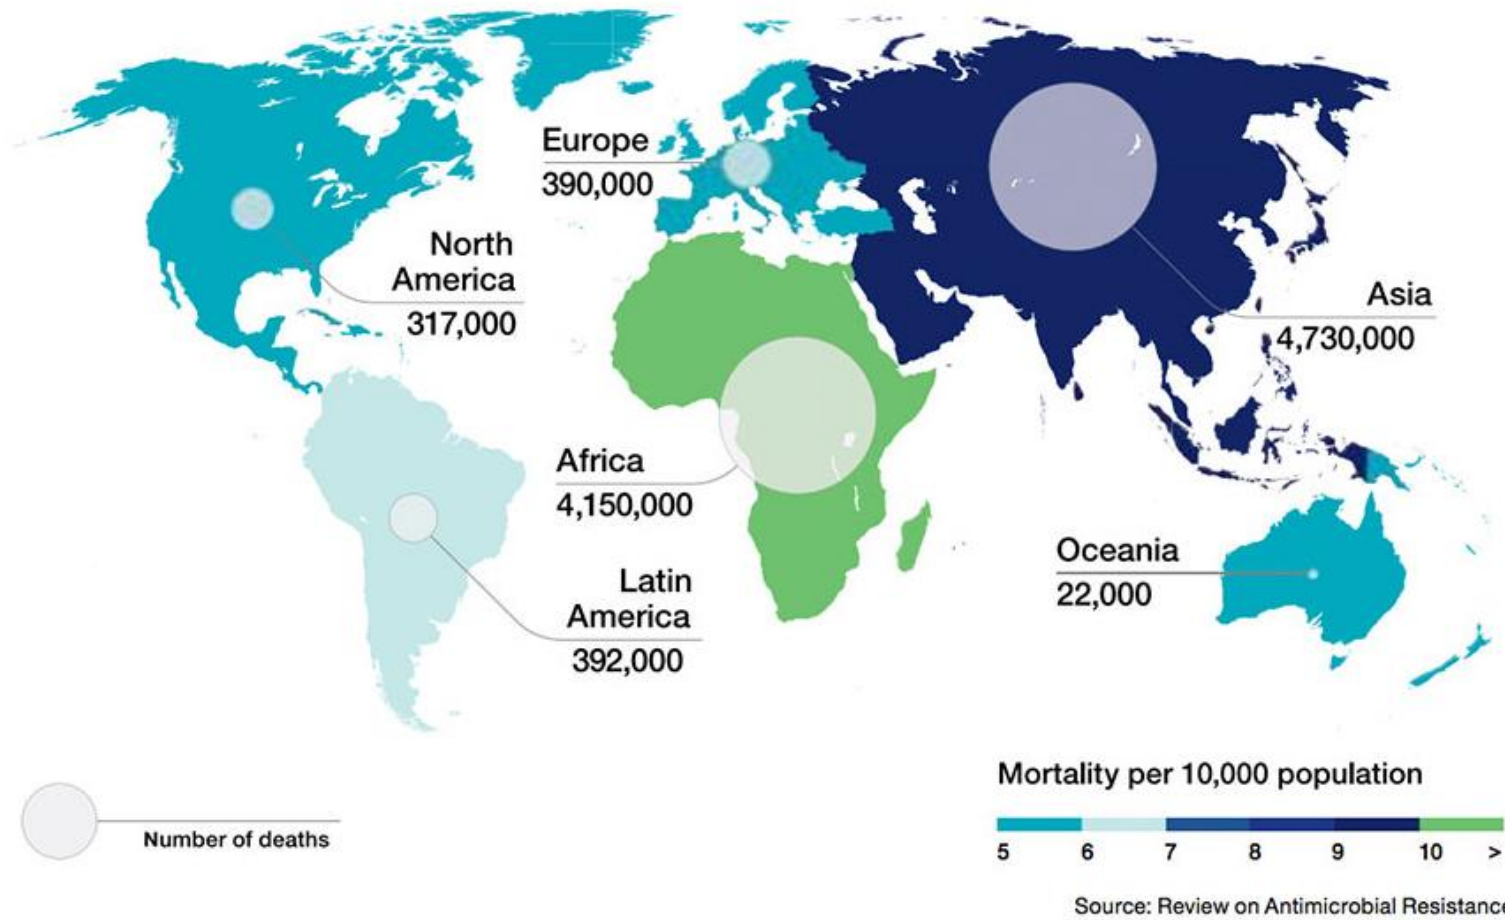 Europe
390,000
North
America
317,000
Asia
4,730,000
Africa
4,150,000
Oceania
22,000
Latin
America
392,000
Mortality per 10,000 population
5 6 7 8 9 10 >
Number of deaths
Source: Review on Antimicrobial Resistance